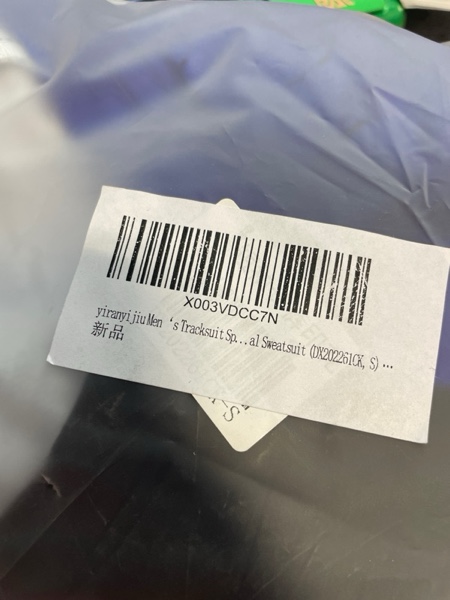 X003VDCC7N
yiranyijiu Men‘s Tracksuit Sp...al Sweatsuit (DX202261CK, S) ...
新品